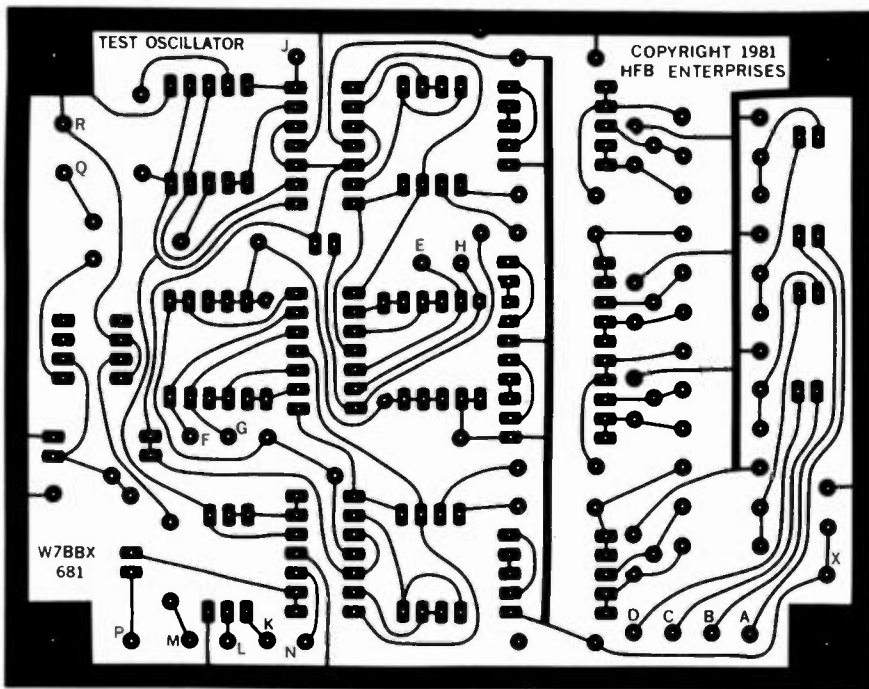 TEST OSCILLATOR
J
COPYRIGHT 1981
HFB ENTERPRISES
R
Q
E H
F G
W7BBX
681
X
D C B A
P M L K N